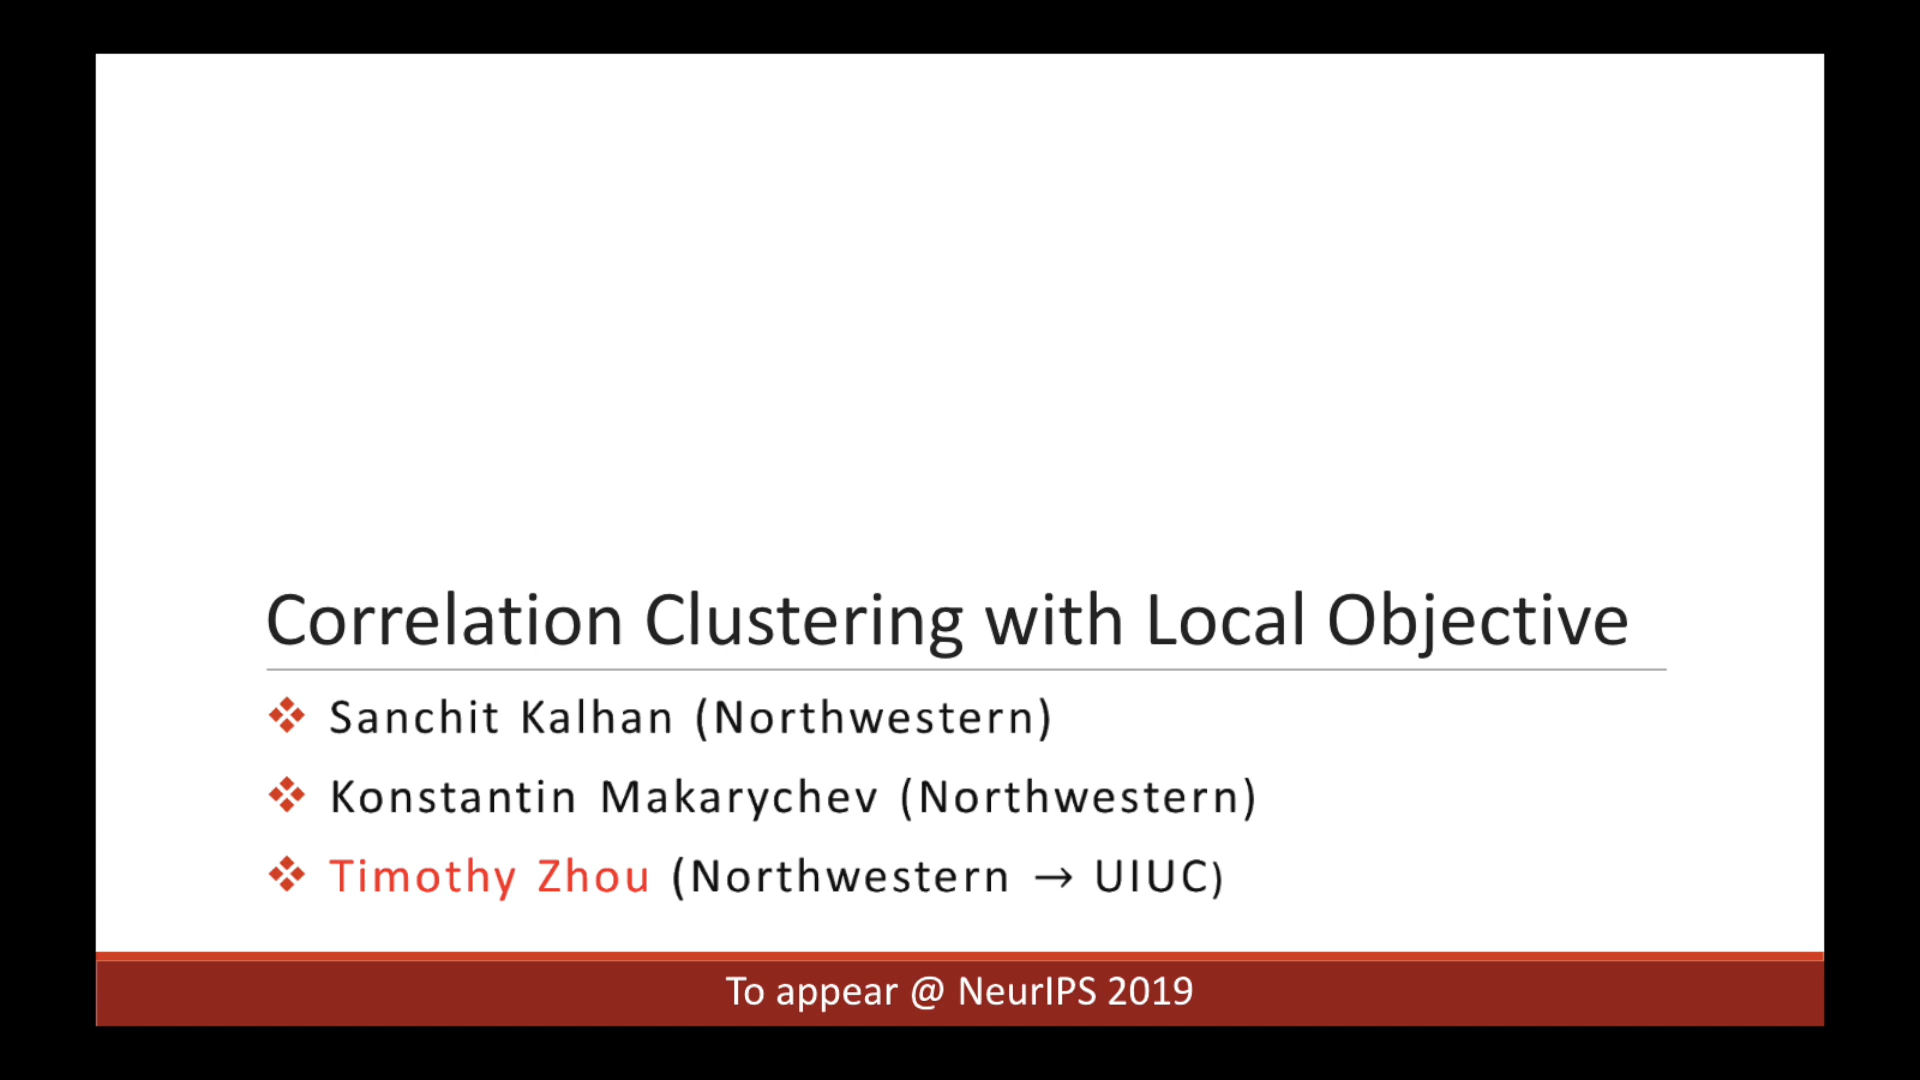 Correlation Clustering with Local Objective
❖ Sanchit Kalhan (Northwestern)
❖ Konstantin Makarychev (Northwestern)
❖ Timothy Zhou (Northwestern → UIUC)
To appear @ NeurIPS 2019